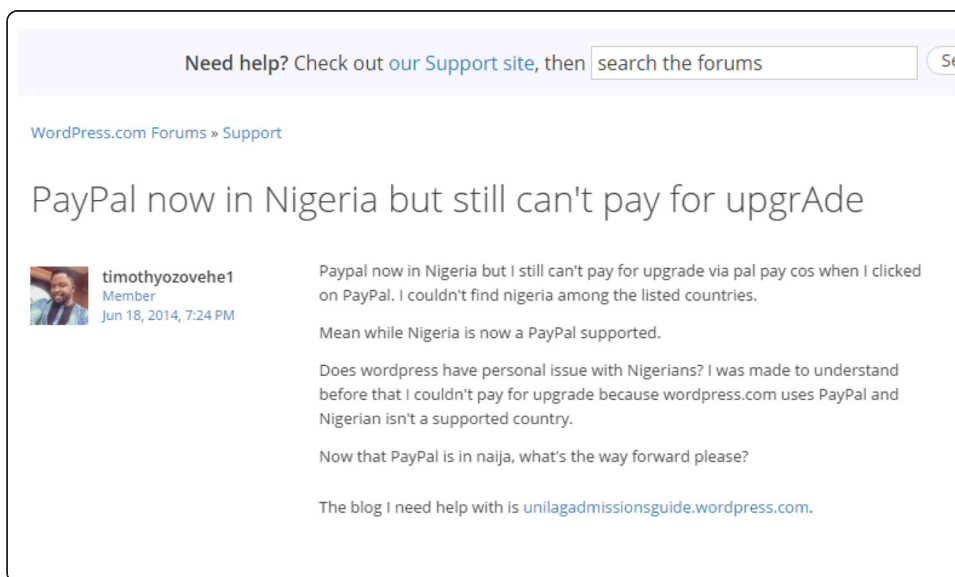 Need help? Check out our Support site, then search the forums
WordPress.com Forums » Support
PayPal now in Nigeria but still can't pay for upgrAde
timothyozovehe1
Member
Jun 18, 2014, 7:24 PM
Paypal now in Nigeria but I still can't pay for upgrade via pal pay cos when I clicked
on PayPal. I couldn't find nigeria among the listed countries.
Mean while Nigeria is now a PayPal supported.
Does wordpress have personal issue with Nigerians? I was made to understand
before that I couldn't pay for upgrade because wordpress.com uses PayPal and
Nigerian isn't a supported country.
Now that PayPal is in naija, what's the way forward please?
The blog I need help with is unilagadmissionsguide.wordpress.com.